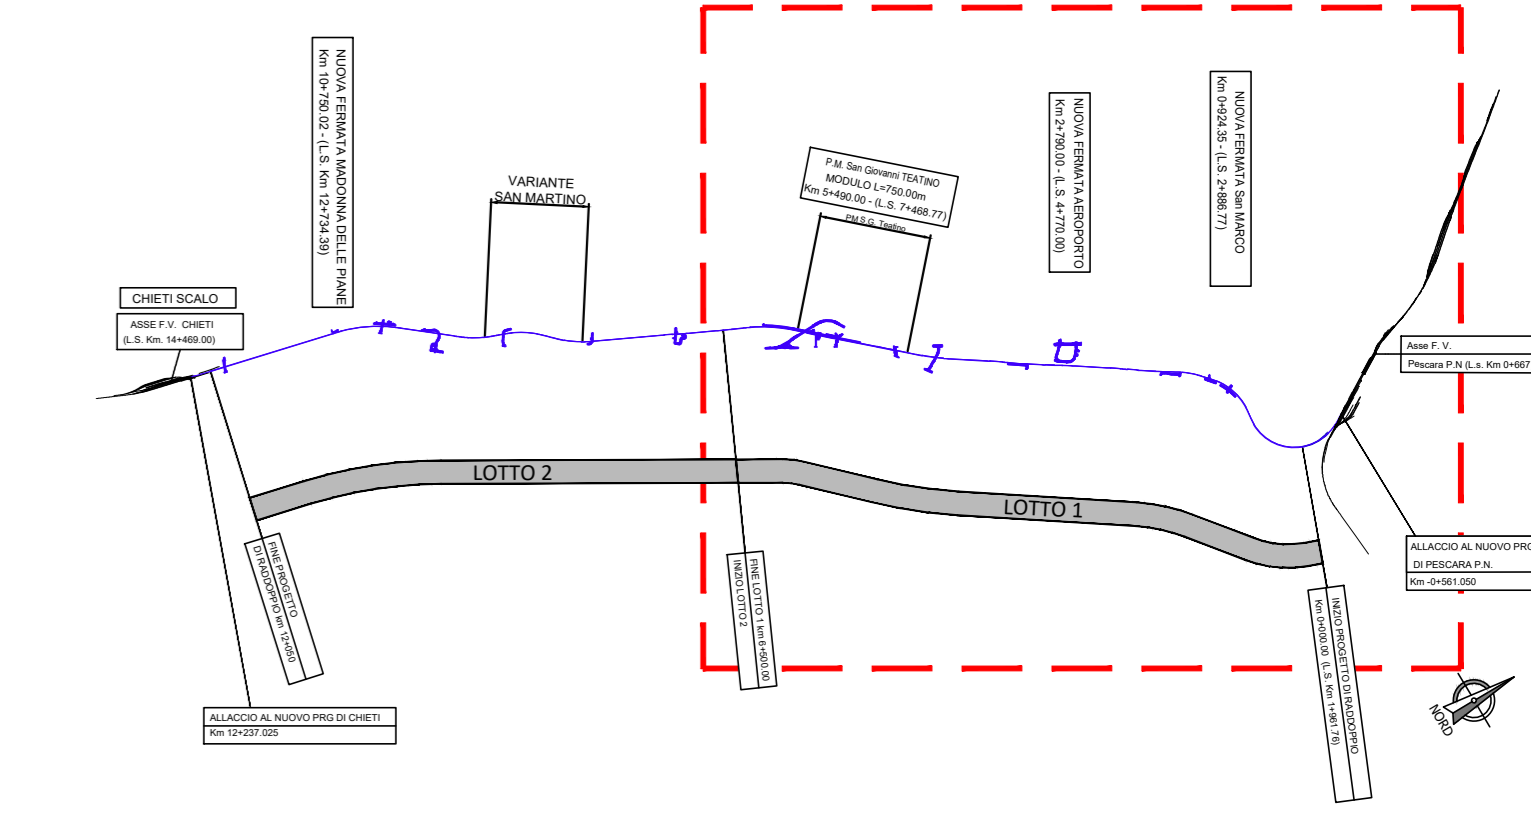 NUOVA FERMATA MADONNA DELLE PIANE
Km 10+750.02 - (L.S. Km 12+734.39)
VARIANTE
SAN MARTINO
P.M. San Giovanni TEATINO
MODULO L=750.00m
Km 5+490.00 - (L.S. 7+468.77)
P.M.S.G. Teatino
NUOVA FERMATA AEROPORTO
Km 2+790.00 - (L.S. 4+770.00)
NUOVA FERMATA San MARCO
Km 0+924.35 - (L.S. 2+886.77)
CHIETI SCALO
ASSE F.V. CHIETI
(L.S. Km. 14+469.00)
Asse F. V.
Pescara P.N (L.s. Km 0+667
LOTTO 2
LOTTO 1
FINE PROGETTO
DI RADDOPPIO km 12+050
FINE LOTTO 1 km 6+500.00
INIZIO LOTTO 2
INIZIO PROGETTO DI RADDOPPIO
Km 0+000.00 (L.S. Km 1+961.76)
ALLACCIO AL NUOVO PRG
DI PESCARA P.N.
Km -0+561.050
ALLACCIO AL NUOVO PRG DI CHIETI
Km 12+237.025
NORD